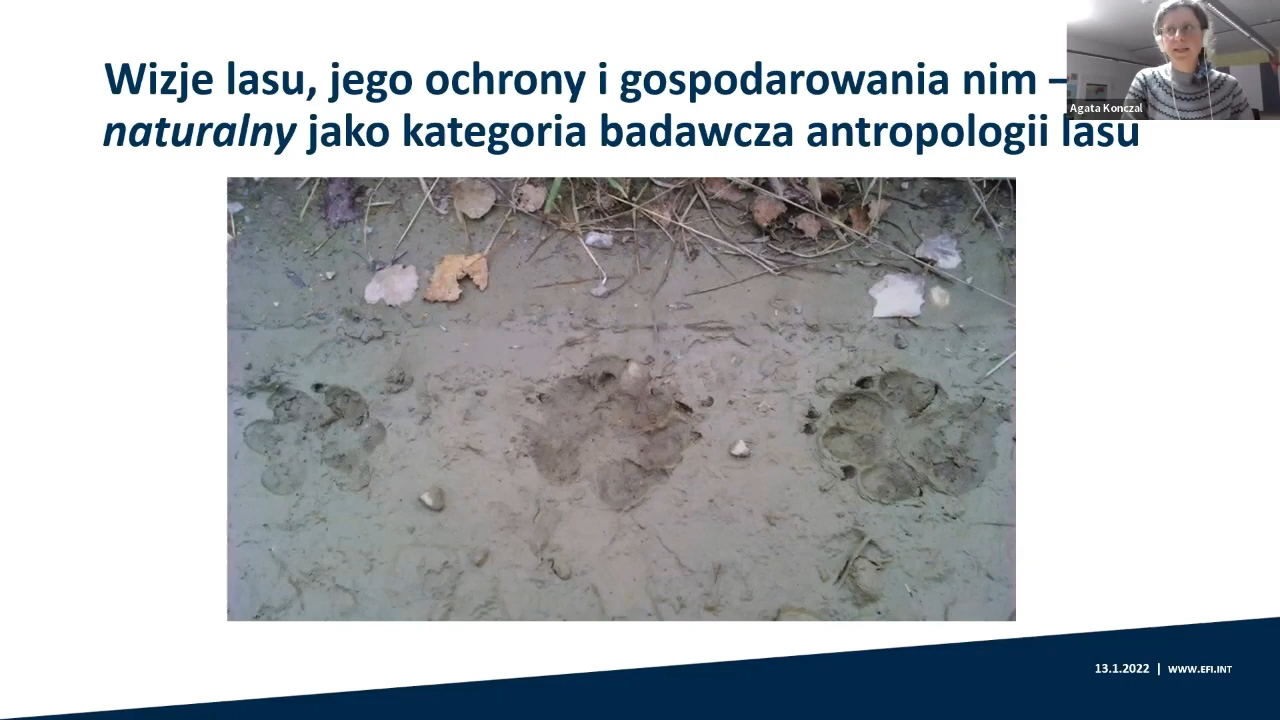 Wizje lasu, jego ochrony i gospodarowania nim –
naturalny jako kategoria badawcza antropologii lasu
Agata Konczal
13.1.2022 | WWW.EFI.INT